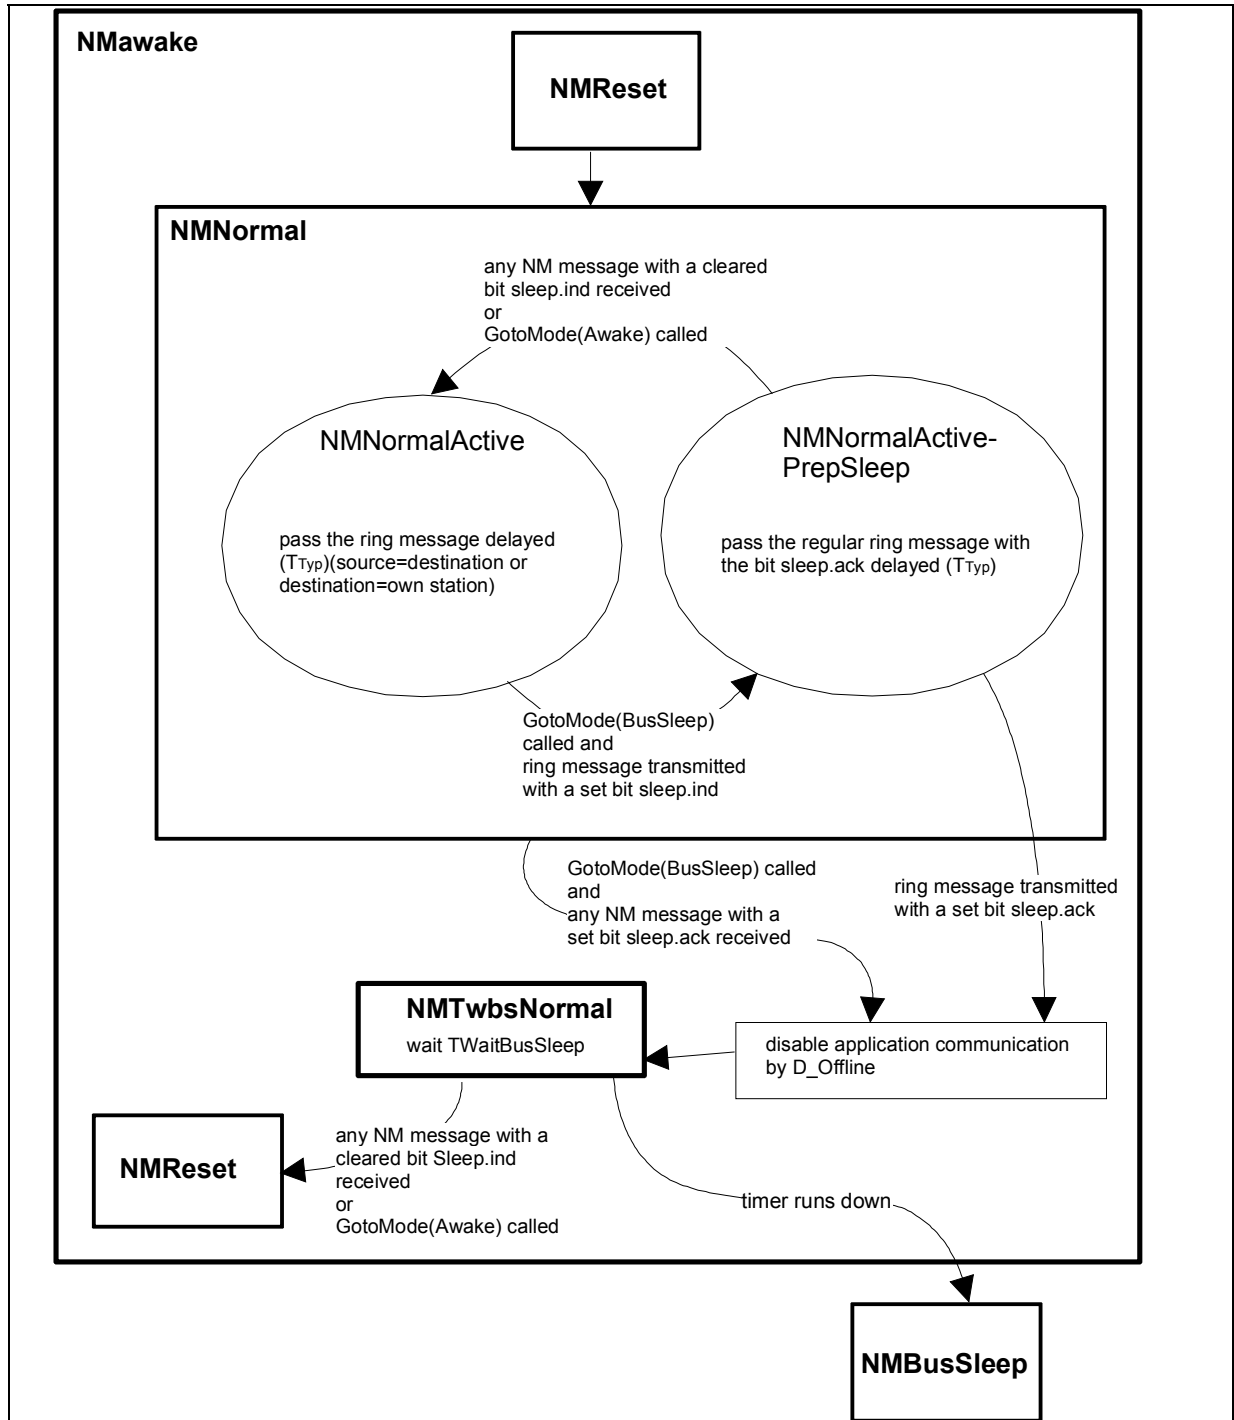 NMawake
NMReset
NMNormal
any NM message with a cleared
bit sleep.ind received
or
GotoMode(Awake) called
NMNormalActive
pass the ring message delayed
(TTyp)(source=destination or
destination=own station)
NMNormalActive-
PrepSleep
pass the regular ring message with
the bit sleep.ack delayed (TTyp)
GotoMode(BusSleep)
called and
ring message transmitted
with a set bit sleep.ind
GotoMode(BusSleep) called
and
any NM message with a
set bit sleep.ack received
ring message transmitted
with a set bit sleep.ack
NMTwbsNormal
wait TWaitBusSleep
disable application communication
by D_Offline
NMReset
any NM message with a
cleared bit Sleep.ind
received
or
GotoMode(Awake) called
timer runs down
NMBusSleep